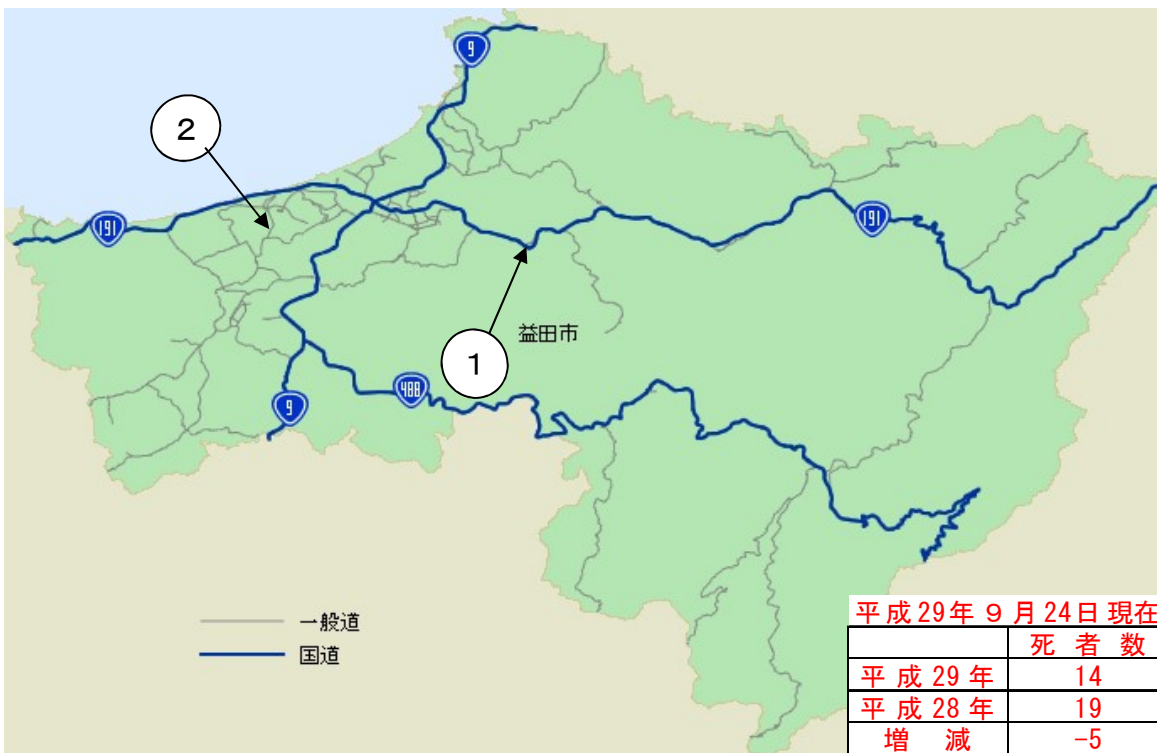 9
2
191
191
1
益田市
488
9
一般道
国道
平成29年9月24日現在
死者数
平成29年 14
平成28年 19
増減 -5